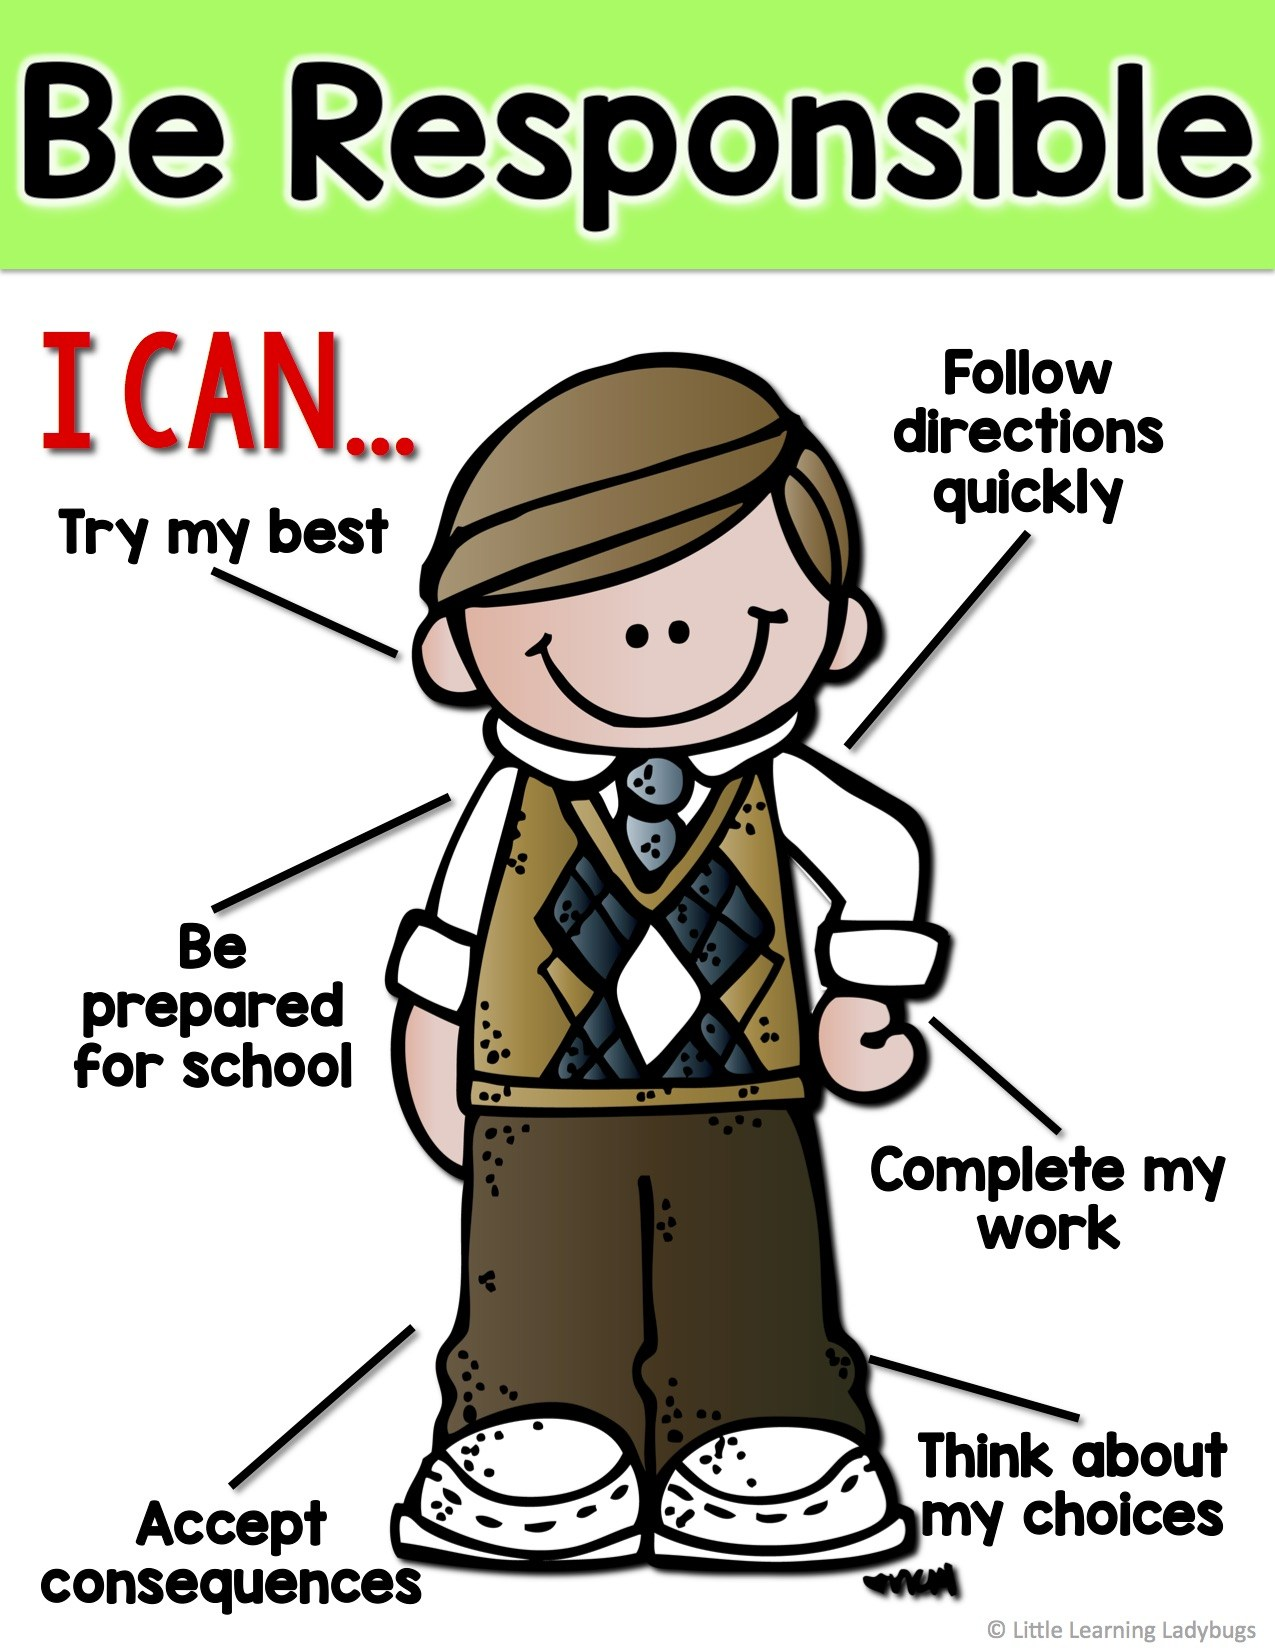 Be Responsible
I CAN...
Try my best
Follow
directions
quickly
Be
prepared
for school
Complete my
work
Accept
consequences
Think about
my choices
© Little Learning Ladybugs